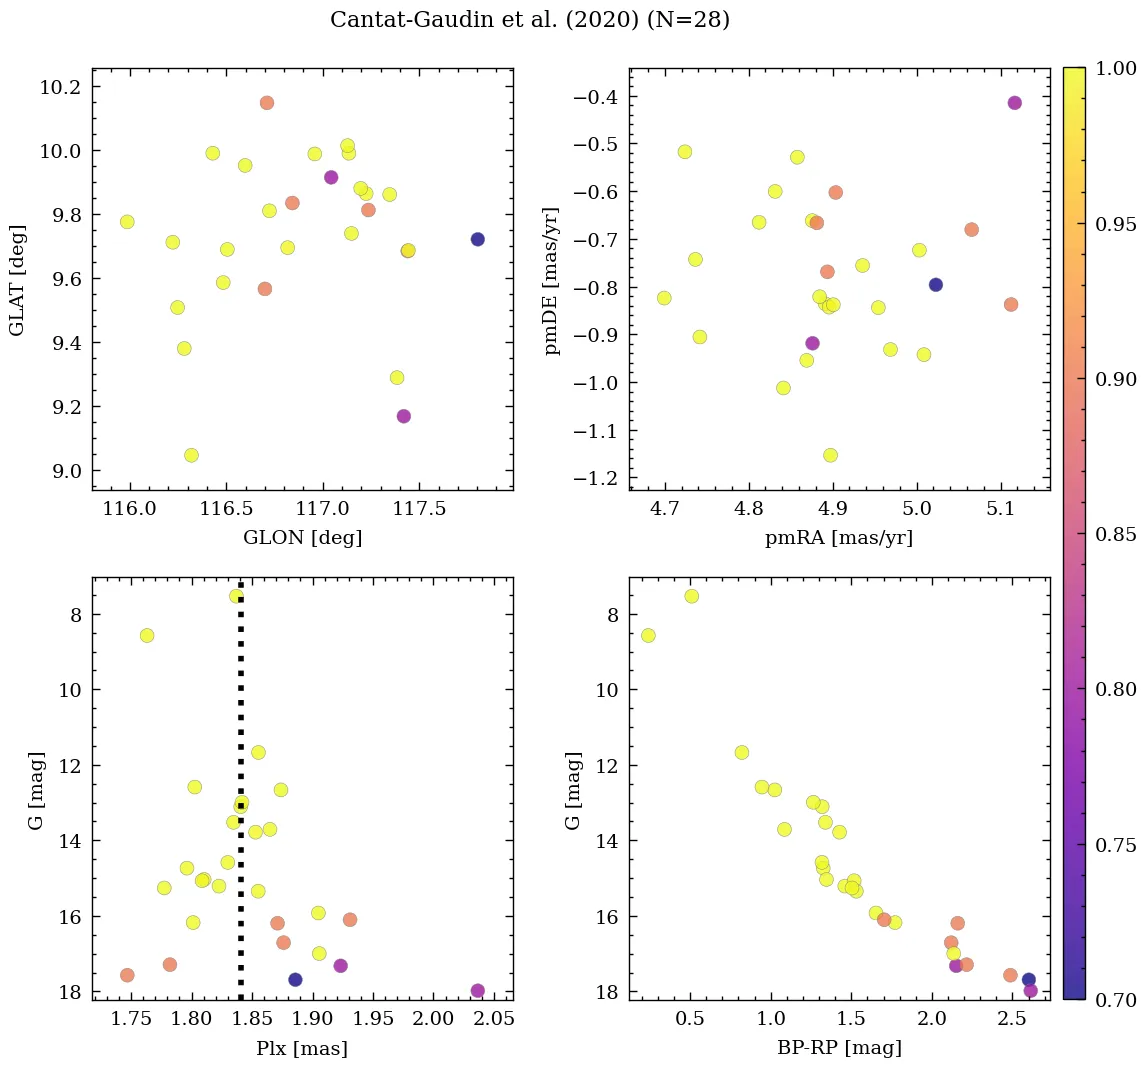 Cantat-Gaudin et al. (2020) (N=28)
10.2
10.0
9.8
9.6
9.4
9.2
9.0
GLAT [deg]
116.0 116.5 117.0 117.5
GLON [deg]
−0.4
−0.5
−0.6
−0.7
−0.8
−0.9
−1.0
−1.1
−1.2
pmDE [mas/yr]
4.7 4.8 4.9 5.0 5.1
pmRA [mas/yr]
8
10
12
14
16
18
G [mag]
1.75 1.80 1.85 1.90 1.95 2.00 2.05
Plx [mas]
8
10
12
14
16
18
G [mag]
0.5 1.0 1.5 2.0 2.5
BP-RP [mag]
1.00
0.95
0.90
0.85
0.80
0.75
0.70